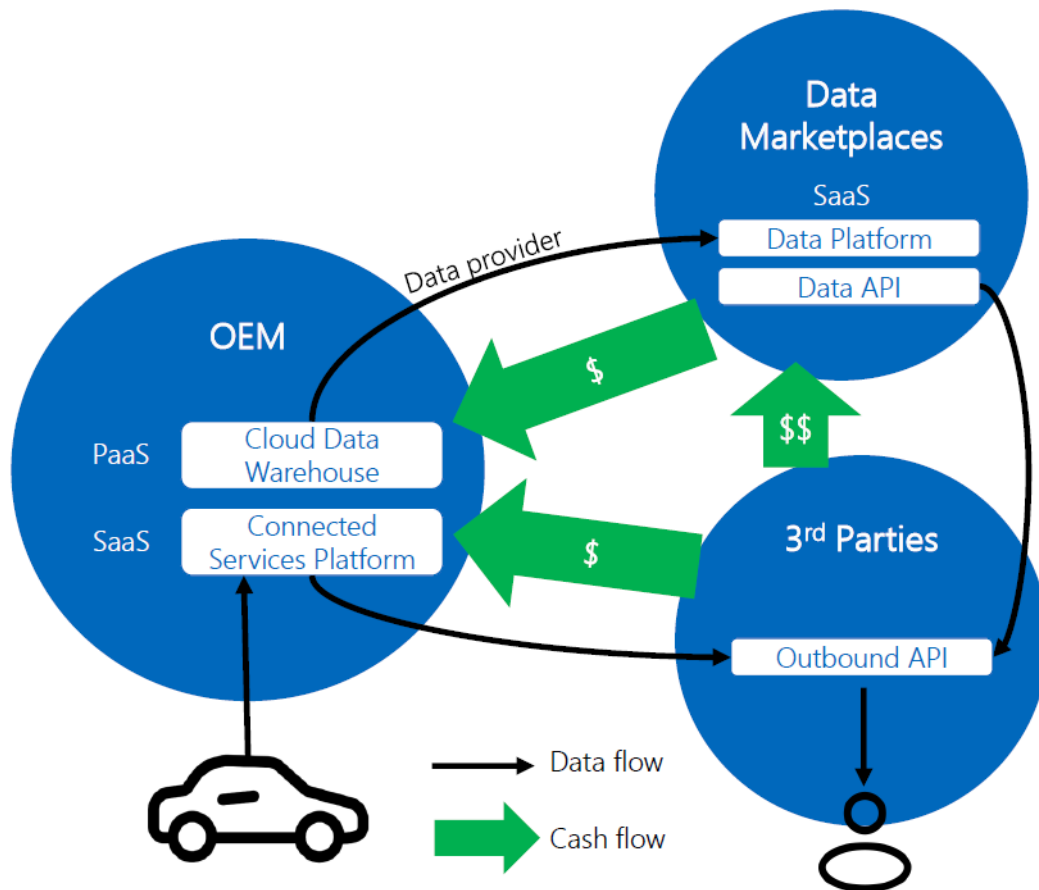 Data
Marketplaces
SaaS
Data Platform
Data API
Data provider
OEM
$
$$
PaaS
Cloud Data
Warehouse
SaaS
Connected
Services Platform
$
3rd Parties
Outbound API
Data flow
Cash flow